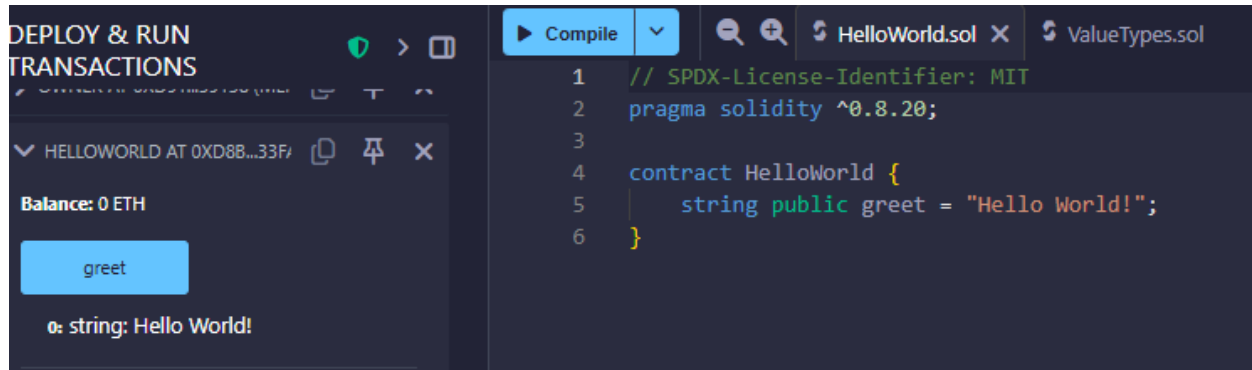 DEPLOY & RUN
TRANSACTIONS
HELLOWORLD AT 0XD8B...33F
Balance: 0 ETH
greet
0: string: Hello World!
Compile
HelloWorld.sol
ValueTypes.sol
1 // SPDX-License-Identifier: MIT
2 pragma solidity ^0.8.20;
3
4 contract HelloWorld {
5 string public greet = "Hello World!";
6 }